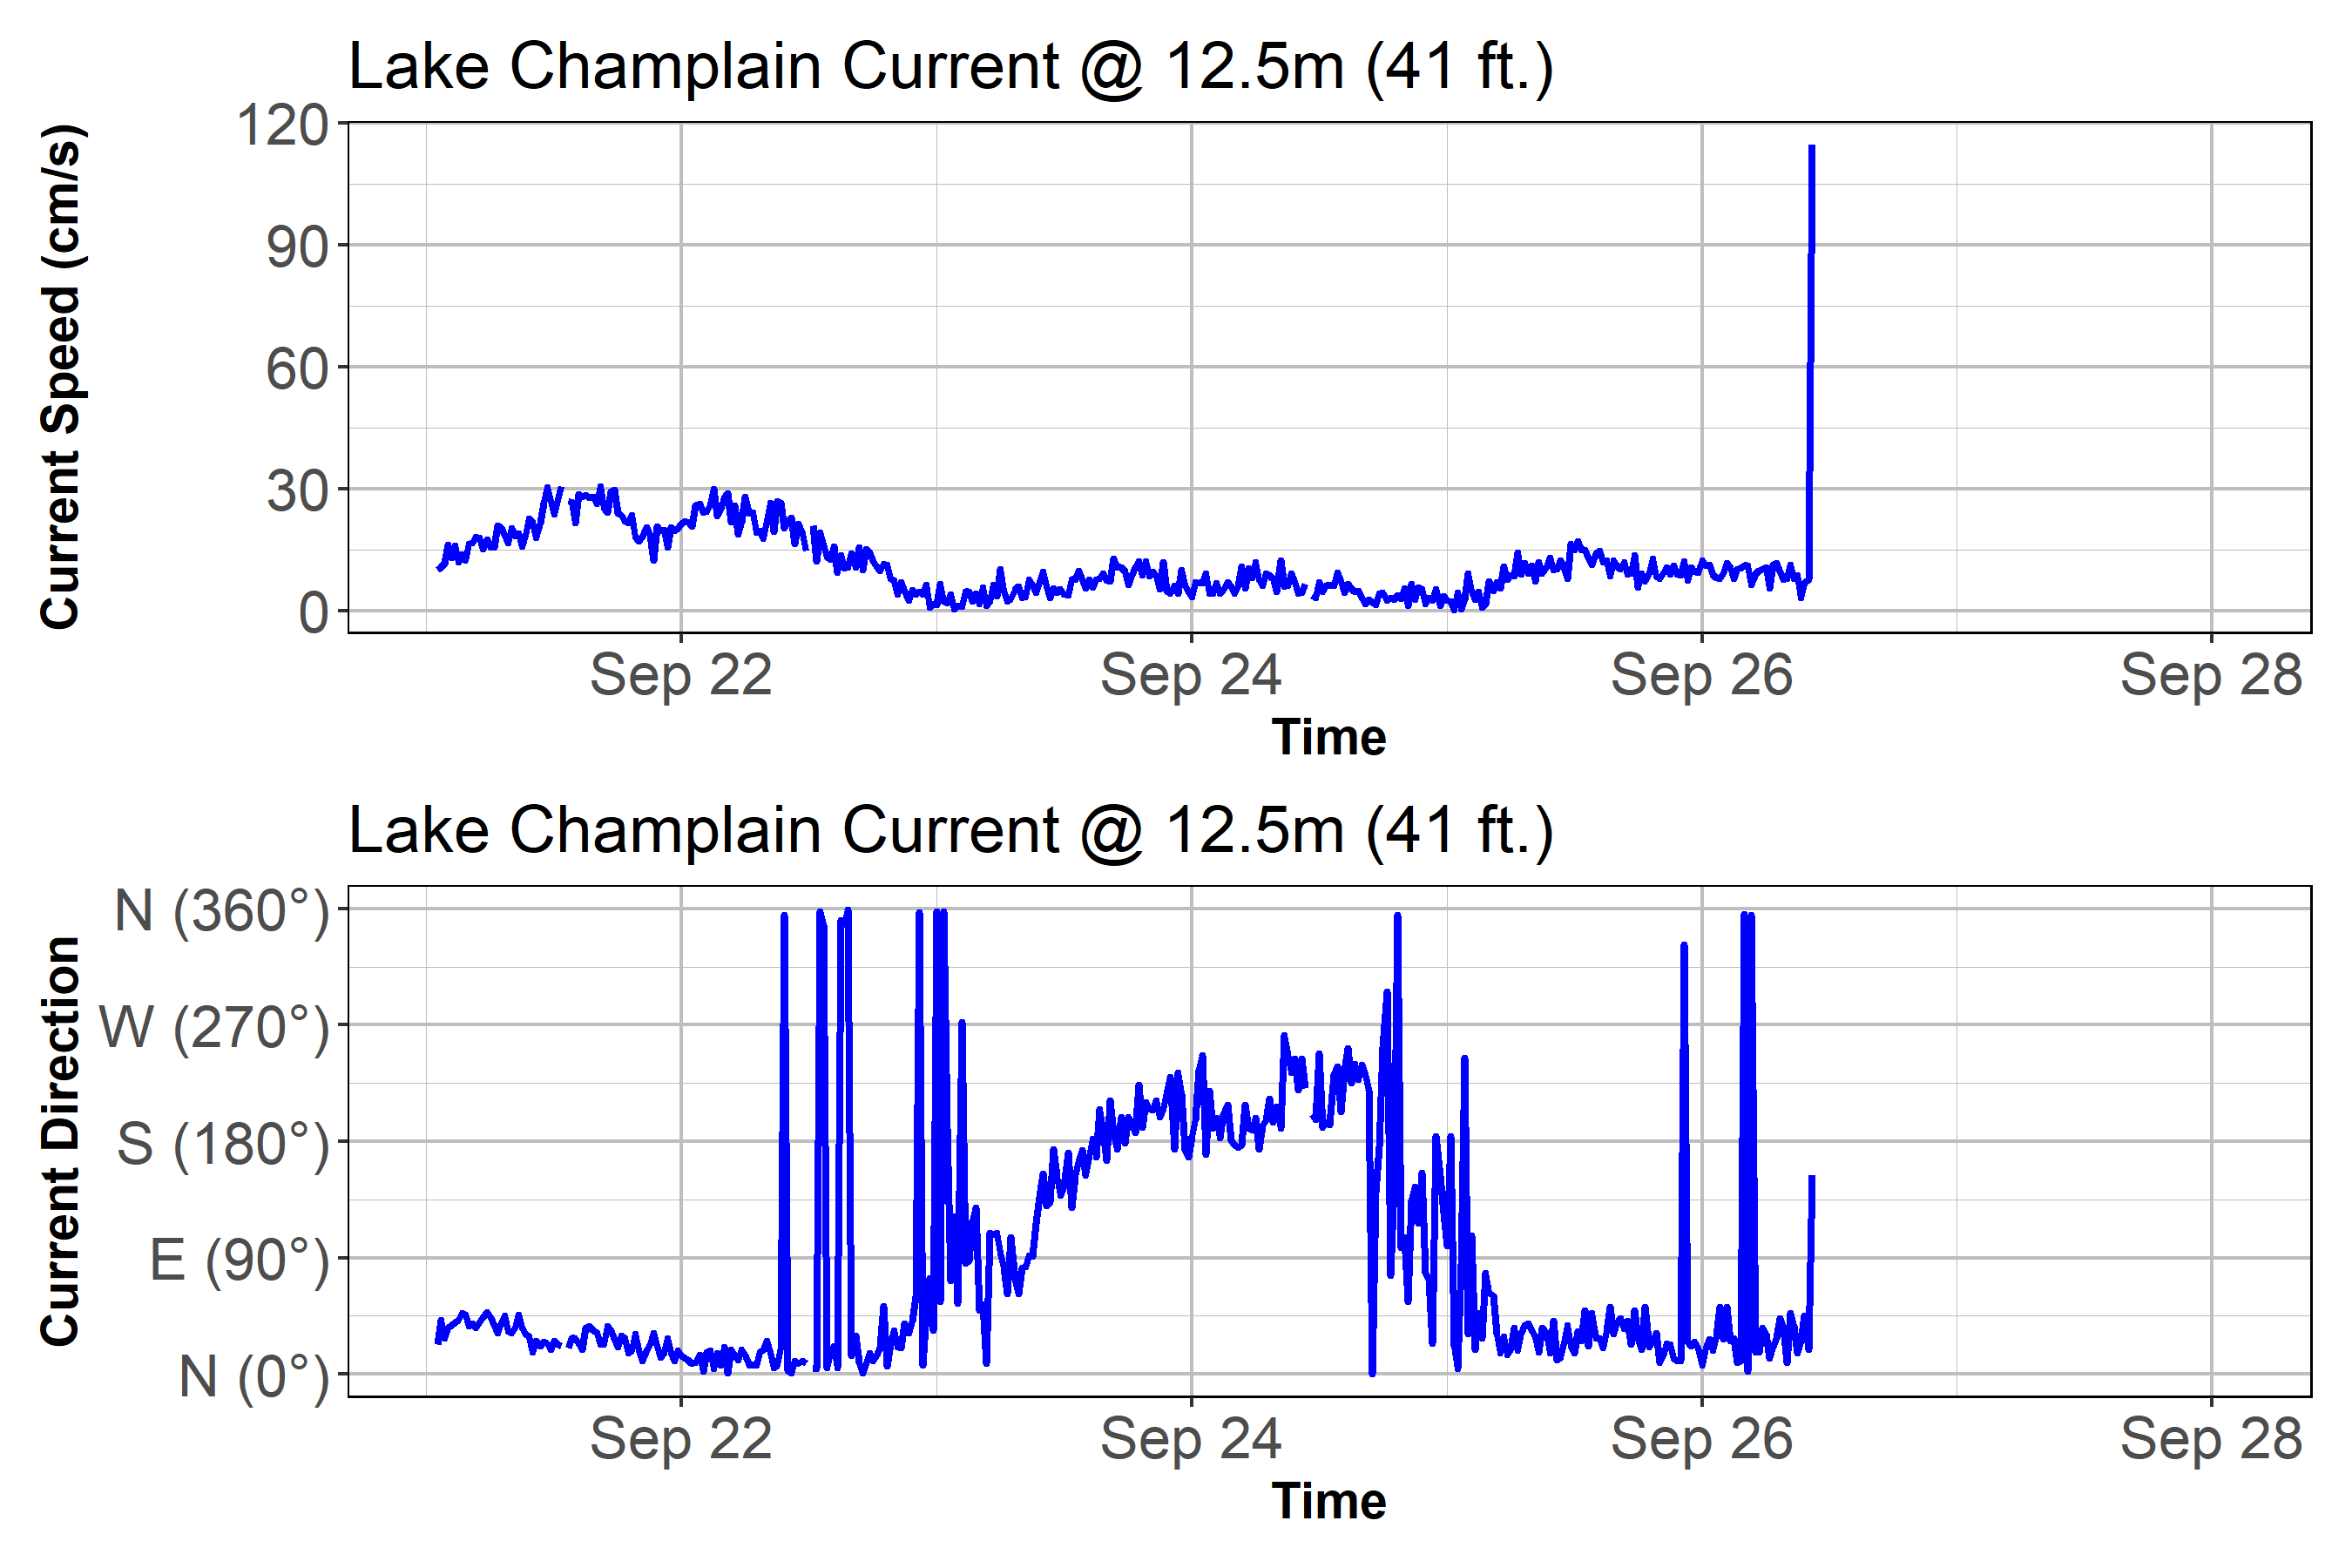 Lake Champlain Current @ 12.5m (41 ft.)
Current Speed (cm/s)
120
90
60
30
0
Sep 22 Sep 24 Sep 26 Sep 28
Time
Lake Champlain Current @ 12.5m (41 ft.)
Current Direction
N (360°)
W (270°)
S (180°)
E (90°)
N (0°)
Sep 22 Sep 24 Sep 26 Sep 28
Time